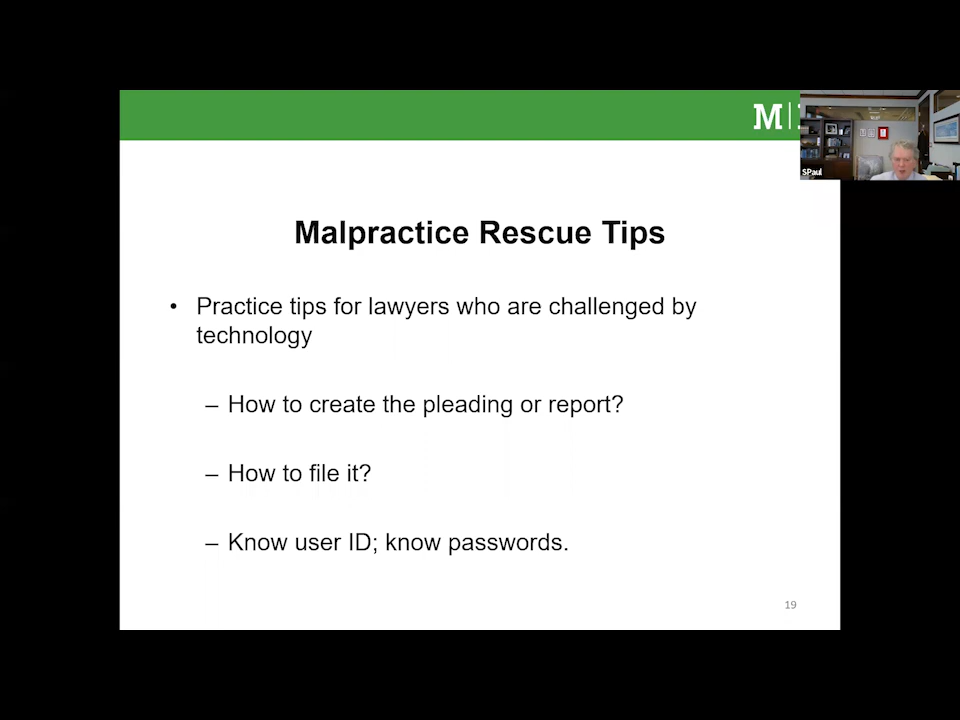 M
SPaul
Malpractice Rescue Tips
• Practice tips for lawyers who are challenged by
technology
– How to create the pleading or report?
– How to file it?
– Know user ID; know passwords.
19